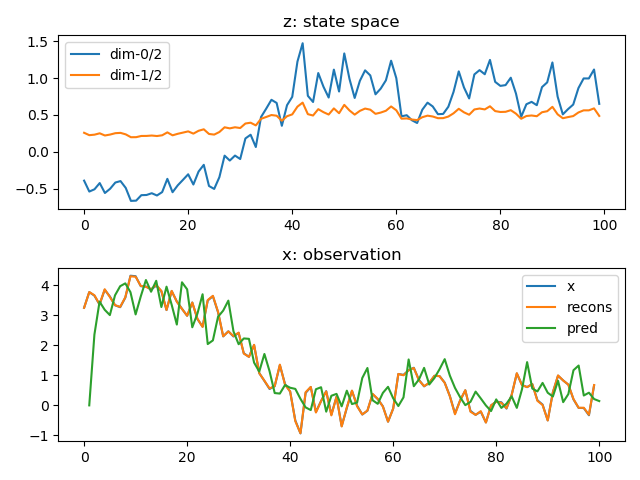 z: state space
dim-0/2
dim-1/2
1.5
1.0
0.5
0.0
−0.5
0 20 40 60 80 100
x: observation
x
recons
pred
4
3
2
1
0
−1
0 20 40 60 80 100